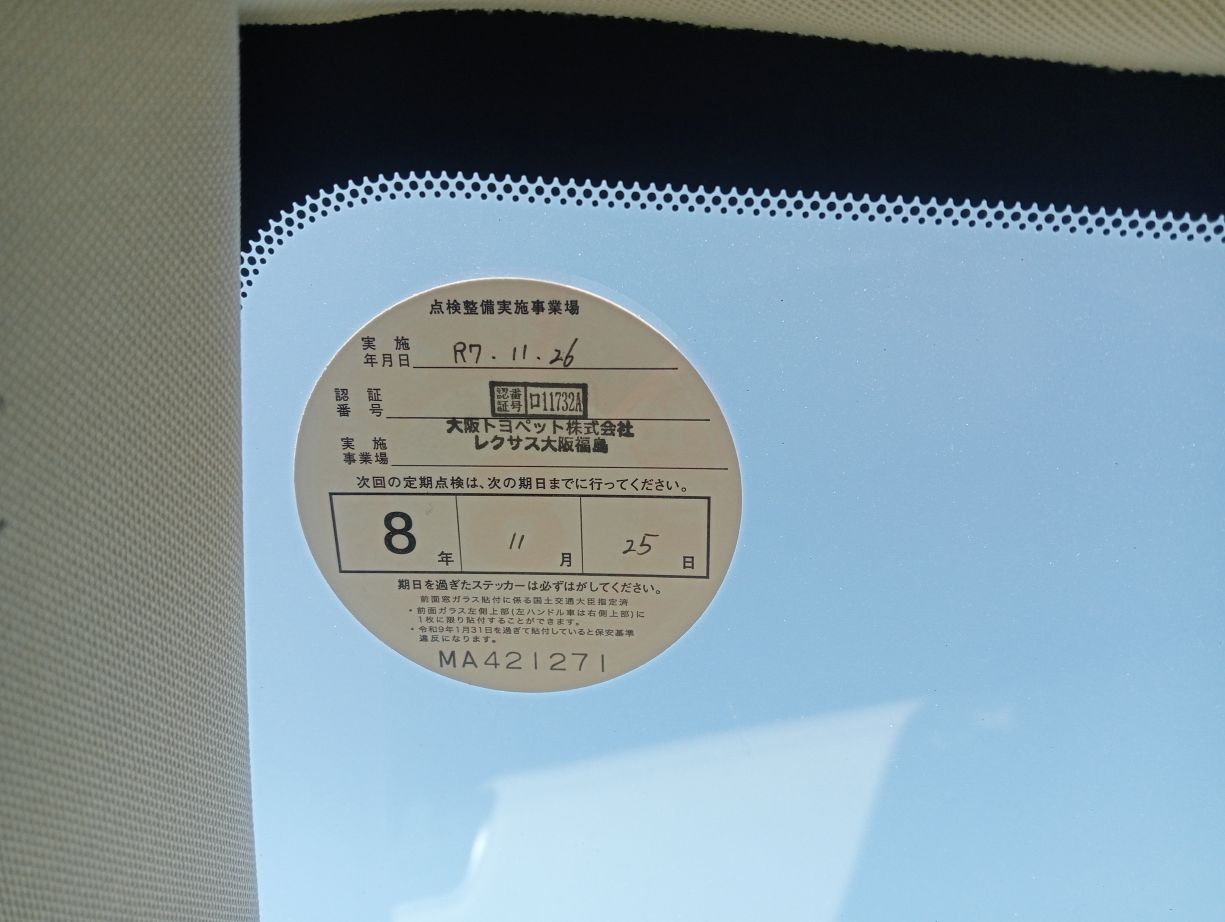 点検整備実施事業場
実施
年月日 R7.11.26
認証
番号 認証番号 ロ11732A
大阪トヨペット株式会社
実施
事業場 レクサス大阪福島
次回の定期点検は、次の期日までに行ってください。
8年 11月 25日
期日を過ぎたステッカーは必ずはがしてください。
前面窓ガラス貼付に係る国土交通大臣指定済
・前面ガラス左側上部(左ハンドル車は右側上部)に
1枚に限り貼付することができます。
・令和9年1月31日を過ぎて貼付していると保安基準
違反になります。
MA421271